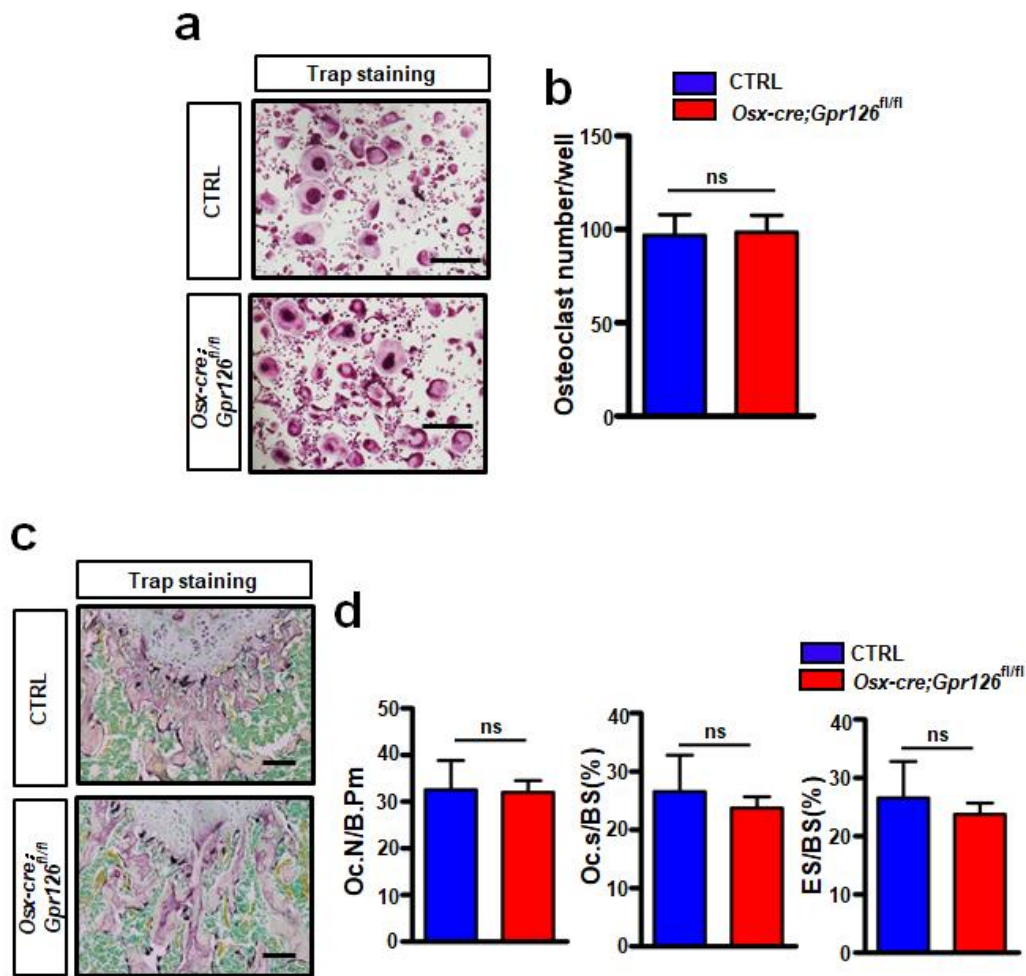 a
Trap staining
CTRL
Osx-cre;
Gpr126fl/fl
b
CTRL
Osx-cre;Gpr126fl/fl
Osteoclast number/well
150
100
50
0
ns
c
Trap staining
CTRL
Osx-cre;
Gpr126fl/fl
d
CTRL
Osx-cre;Gpr126fl/fl
Oc.N/B.Pm
50
40
30
20
10
0
ns
Oc.s/BS(%)
40
30
20
10
0
ns
ES/BS(%)
40
30
20
10
0
ns